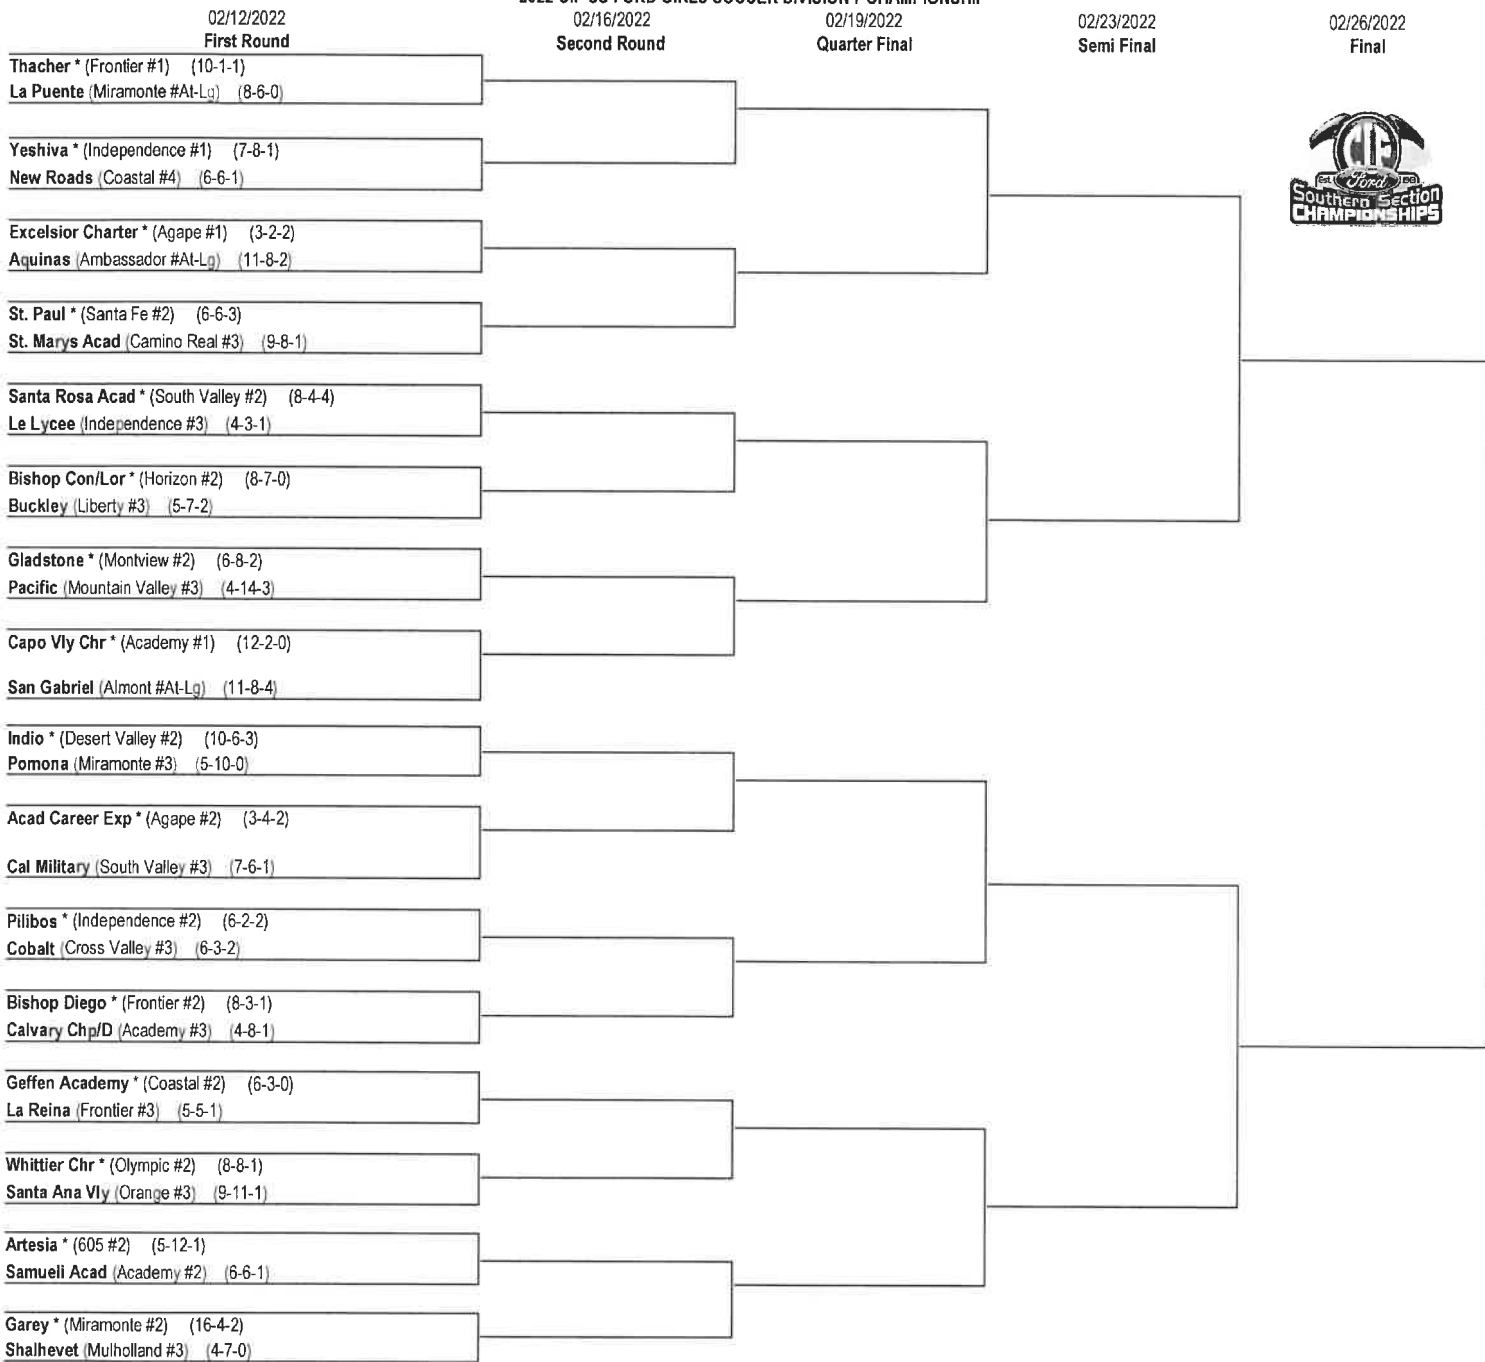 02/12/2022
First Round
02/16/2022
Second Round
02/19/2022
Quarter Final
02/23/2022
Semi Final
02/26/2022
Final
Thacher * (Frontier #1) (10-1-1)
La Puente (Miramonte #At-Lg) (8-6-0)
Yeshiva * (Independence #1) (7-8-1)
New Roads (Coastal #4) (6-6-1)
Excelsior Charter * (Agape #1) (3-2-2)
Aquinas (Ambassador #At-Lg) (11-8-2)
St. Paul * (Santa Fe #2) (6-6-3)
St. Marys Acad (Camino Real #3) (9-8-1)
Santa Rosa Acad * (South Valley #2) (8-4-4)
Le Lycee (Independence #3) (4-3-1)
Bishop Con/Lor * (Horizon #2) (8-7-0)
Buckley (Liberty #3) (5-7-2)
Gladstone * (Montview #2) (6-8-2)
Pacific (Mountain Valley #3) (4-14-3)
Capo Vly Chr * (Academy #1) (12-2-0)
San Gabriel (Almont #At-Lg) (11-8-4)
Indio * (Desert Valley #2) (10-6-3)
Pomona (Miramonte #3) (5-10-0)
Acad Career Exp * (Agape #2) (3-4-2)
Cal Military (South Valley #3) (7-6-1)
Pilibos * (Independence #2) (6-2-2)
Cobalt (Cross Valley #3) (6-3-2)
Bishop Diego * (Frontier #2) (8-3-1)
Calvary Chp/D (Academy #3) (4-8-1)
Geffen Academy * (Coastal #2) (6-3-0)
La Reina (Frontier #3) (5-5-1)
Whittier Chr * (Olympic #2) (8-8-1)
Santa Ana Vly (Orange #3) (9-11-1)
Artesia * (605 #2) (5-12-1)
Samueli Acad (Academy #2) (6-6-1)
Garey * (Miramonte #2) (16-4-2)
Shalhevet (Mulholland #3) (4-7-0)
CIF
Est. Ford
Southern Section
CHAMPIONSHIPS